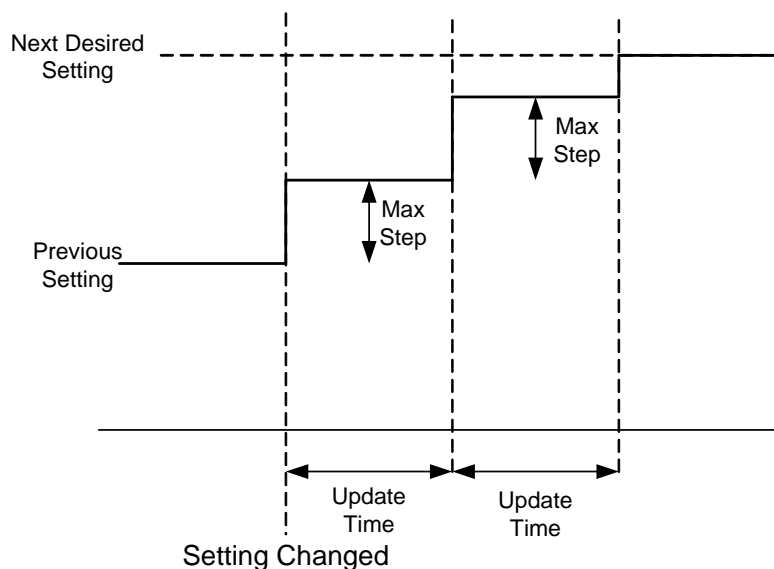 Next Desired
Setting
Max
Step
Max
Step
Previous
Setting
Update
Time
Update
Time
Setting Changed